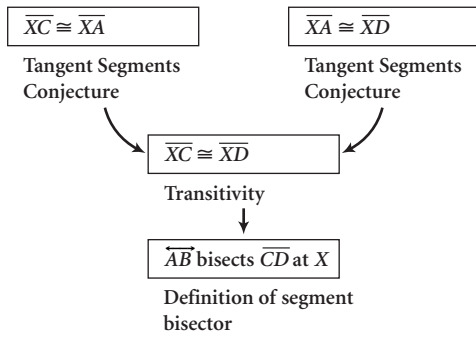 XC ≅ XA
Tangent Segments
Conjecture
XA ≅ XD
Tangent Segments
Conjecture
XC ≅ XD
Transitivity
AB bisects CD at X
Definition of segment
bisector